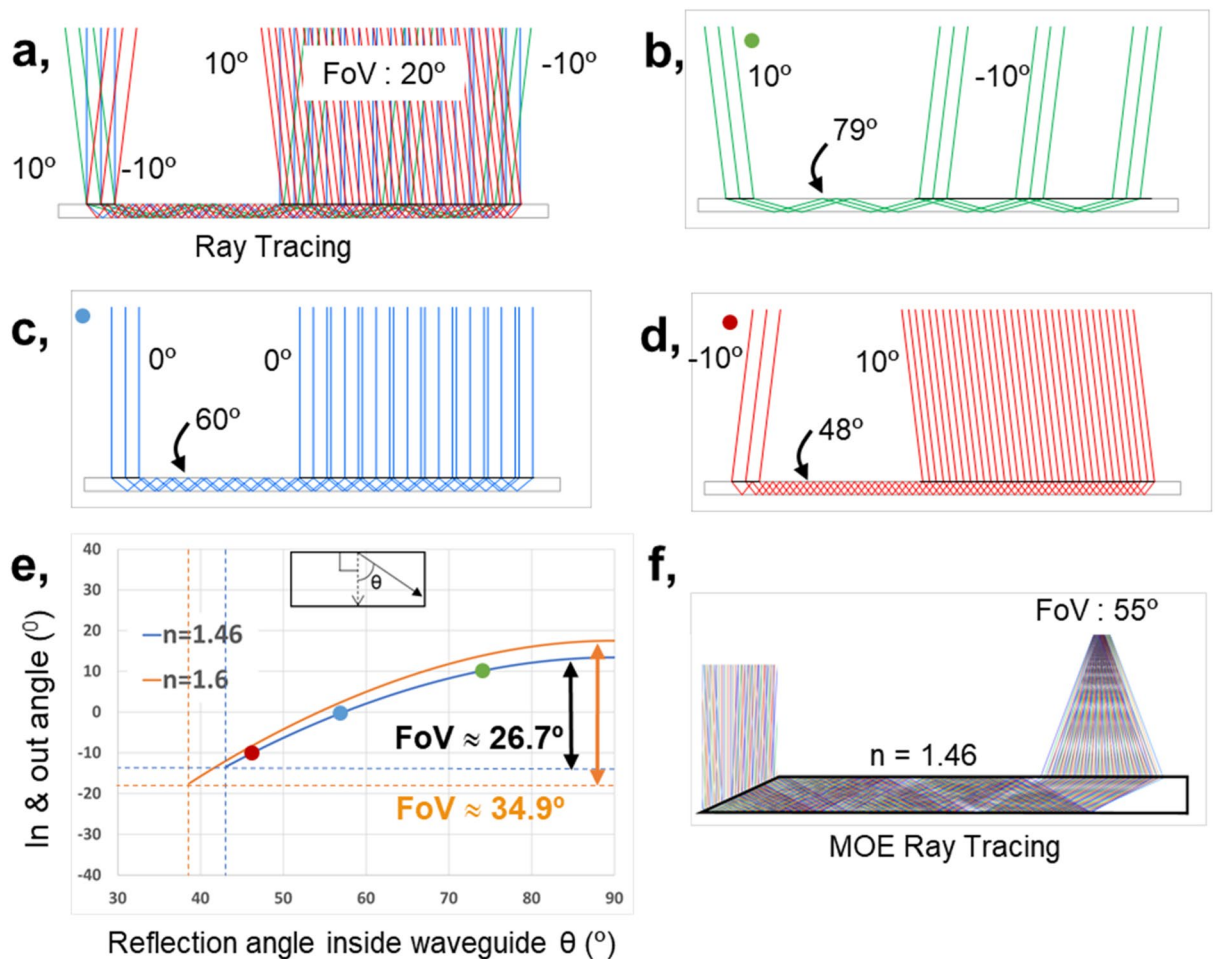 a,
10º
FoV : 20º
-10º
10º
-10º
Ray Tracing
b,
10º
-10º
79º
c,
0º
0º
60º
d,
-10º
10º
48º
e,
In & out angle (⁰)
40
30
20
10
0
-10
-20
-30
-40
θ
n=1.46
n=1.6
FoV ≈ 26.7º
FoV ≈ 34.9º
30 40 50 60 70 80 90
Reflection angle inside waveguide θ (º)
f,
FoV : 55º
n = 1.46
MOE Ray Tracing